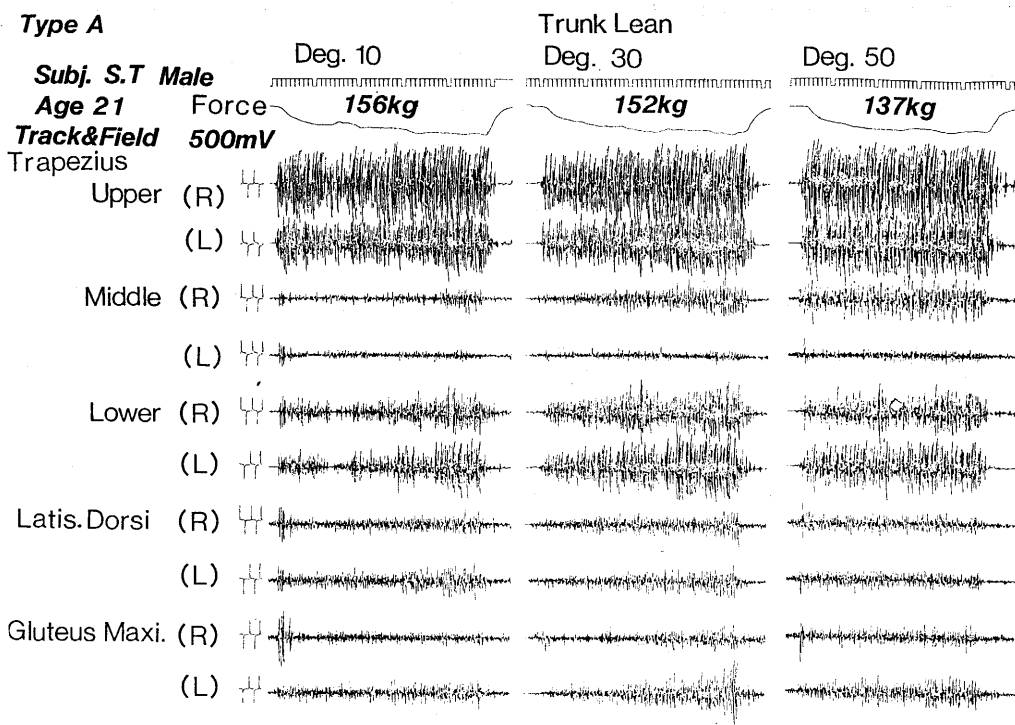 Type A
Trunk Lean
Deg. 10
Deg. 30
Deg. 50
Subj. S.T Male
Age 21
Force
156kg
152kg
137kg
Track&Field
500mV
Trapezius
Upper (R)
(L)
Middle (R)
(L)
Lower (R)
(L)
Latis.Dorsi (R)
(L)
Gluteus Maxi. (R)
(L)